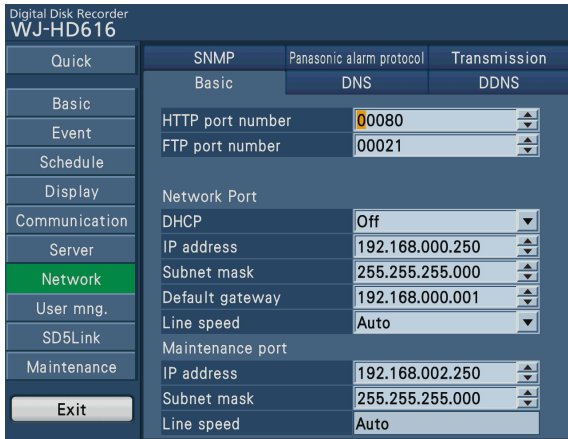 Digital Disk Recorder
WJ-HD616
Quick
Basic
Event
Schedule
Display
Communication
Server
Network
User mng.
SD5Link
Maintenance
Exit
SNMP Panasonic alarm protocol Transmission
Basic DNS DDNS
HTTP port number 00080
FTP port number 00021
Network Port
DHCP Off
IP address 192.168.000.250
Subnet mask 255.255.255.000
Default gateway 192.168.000.001
Line speed Auto
Maintenance port
IP address 192.168.002.250
Subnet mask 255.255.255.000
Line speed Auto